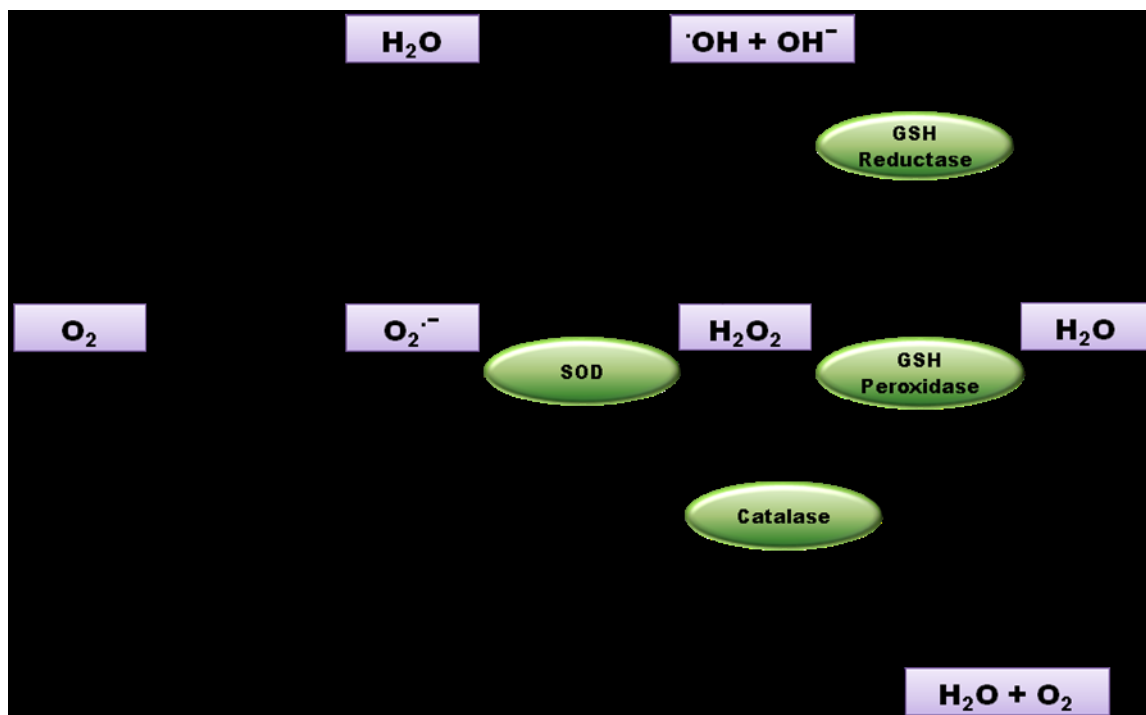 H₂O
·OH + OH⁻
GSH
Reductase
O₂
O₂·⁻
H₂O₂
H₂O
SOD
GSH
Peroxidase
Catalase
H₂O + O₂